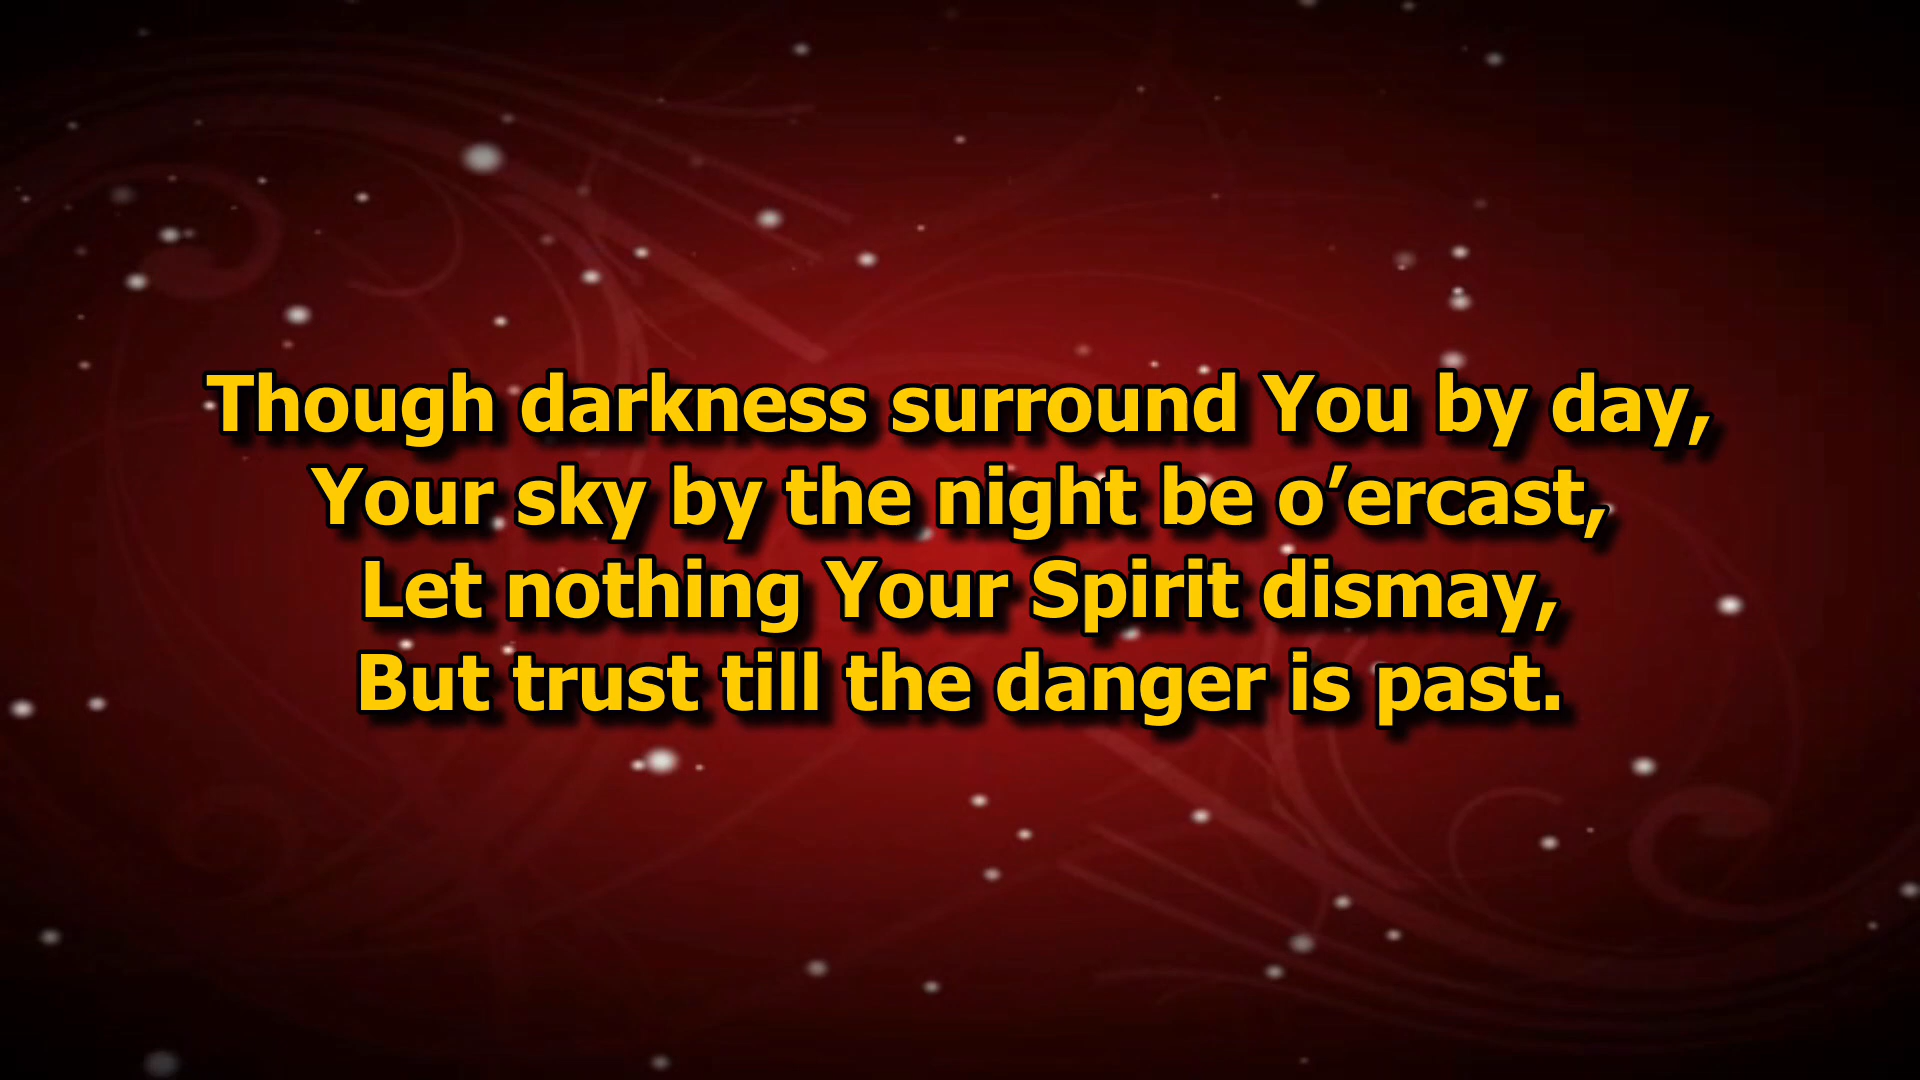 Though darkness surround You by day,
Your sky by the night be o’ercast,
Let nothing Your Spirit dismay,
But trust till the danger is past.